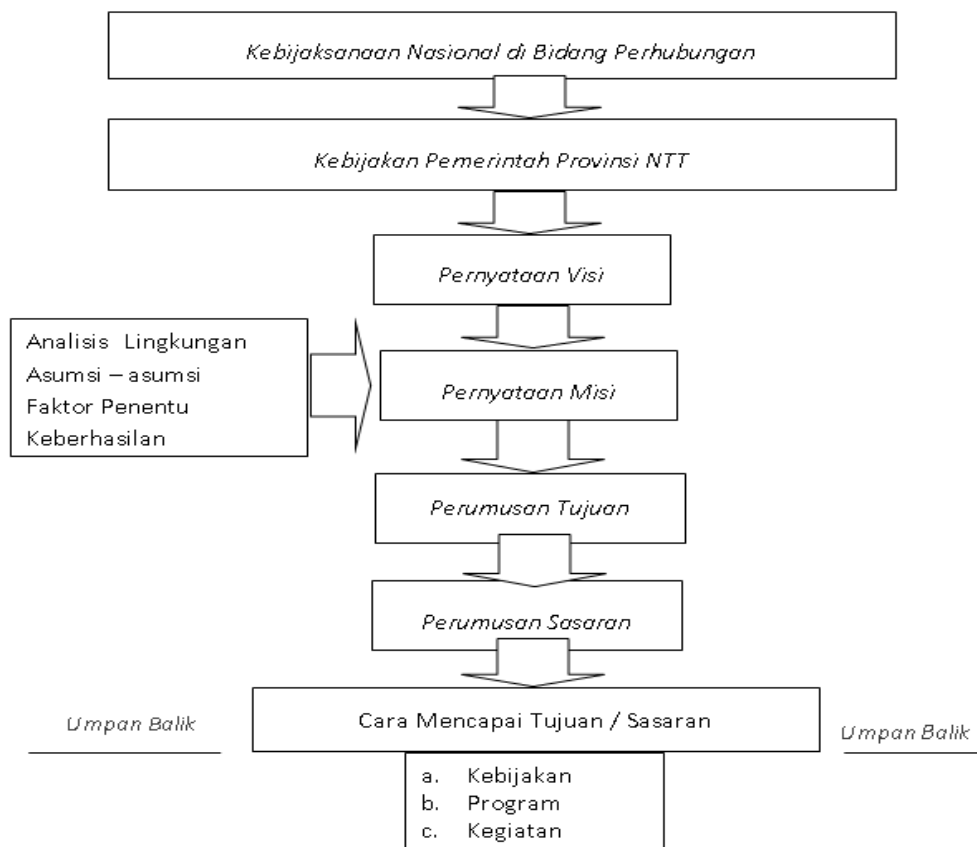 Kebijaksanaan Nasional di Bidang Perhubungan
Kebijakan Pemerintah Provinsi NTT
Pernyataan Visi
Analisis Lingkungan
Asumsi – asumsi
Faktor Penentu
Keberhasilan
Pernyataan Misi
Perumusan Tujuan
Perumusan Sasaran
Umpan Balik
Cara Mencapai Tujuan / Sasaran
Umpan Balik
a. Kebijakan
b. Program
c. Kegiatan